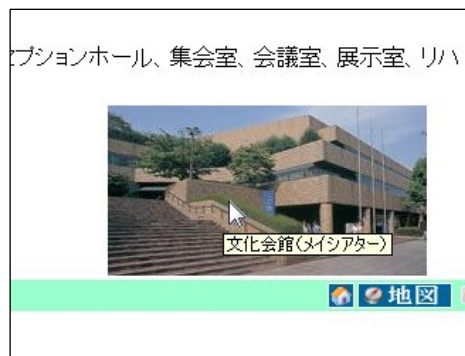 プションホール、集会室、会議室、展示室、リハ
文化会館(メイシアター)
地図